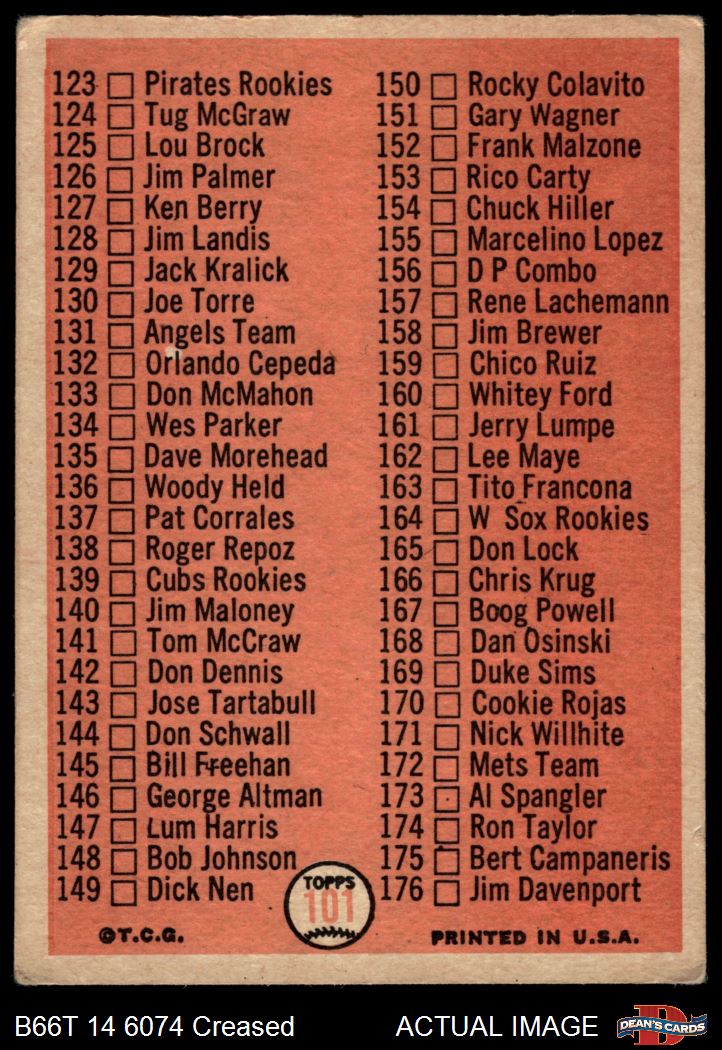 123 Pirates Rookies
124 Tug McGraw
125 Lou Brock
126 Jim Palmer
127 Ken Berry
128 Jim Landis
129 Jack Kralick
130 Joe Torre
131 Angels Team
132 Orlando Cepeda
133 Don McMahon
134 Wes Parker
135 Dave Morehead
136 Woody Held
137 Pat Corrales
138 Roger Repoz
139 Cubs Rookies
140 Jim Maloney
141 Tom McCraw
142 Don Dennis
143 Jose Tartabull
144 Don Schwall
145 Bill Freehan
146 George Altman
147 Lum Harris
148 Bob Johnson
149 Dick Nen
150 Rocky Colavito
151 Gary Wagner
152 Frank Malzone
153 Rico Carty
154 Chuck Hiller
155 Marcelino Lopez
156 D P Combo
157 Rene Lachemann
158 Jim Brewer
159 Chico Ruiz
160 Whitey Ford
161 Jerry Lumpe
162 Lee Maye
163 Tito Francona
164 W Sox Rookies
165 Don Lock
166 Chris Krug
167 Boog Powell
168 Dan Osinski
169 Duke Sims
170 Cookie Rojas
171 Nick Willhite
172 Mets Team
173 Al Spangler
174 Ron Taylor
175 Bert Campaneris
176 Jim Davenport
TOPPS
101
©T.C.G.
PRINTED IN U.S.A.
B66T 14 6074 Creased
ACTUAL IMAGE
D
DEAN'S CARDS